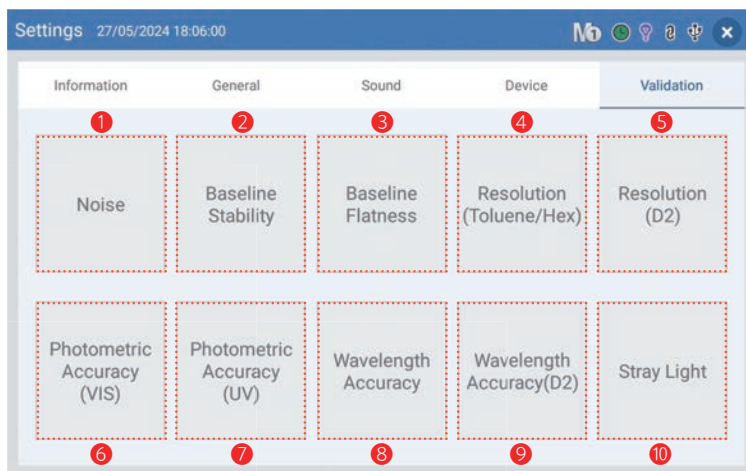 Settings 27/05/2024 18:06:00 M1
Information General Sound Device Validation
1 2 3 4 5
Noise
Baseline
Stability
Baseline
Flatness
Resolution
(Toluene/Hex)
Resolution
(D2)
Photometric
Accuracy
(VIS)
Photometric
Accuracy
(UV)
Wavelength
Accuracy
Wavelength
Accuracy(D2)
Stray Light
6 7 8 9 10